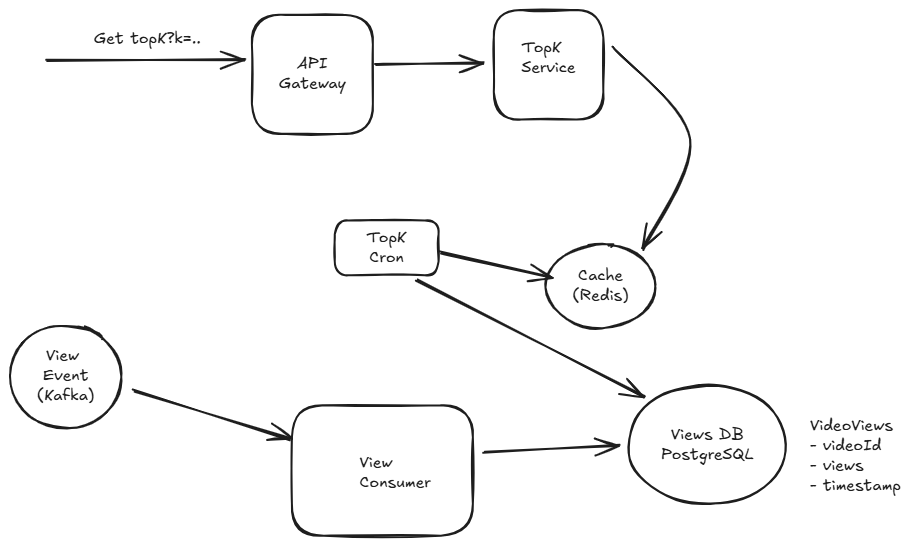 Get topK?k=..
API
Gateway
TopK
Service
TopK
Cron
Cache
(Redis)
View
Event
(Kafka)
View
Consumer
Views DB
PostgreSQL
VideoViews
- videoId
- views
- timestamp